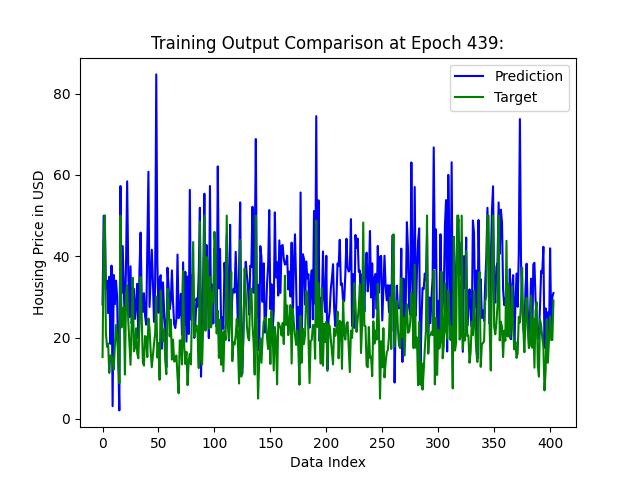 Training Output Comparison at Epoch 439:
Prediction
Target
Housing Price in USD
80
60
40
20
0
0
50
100
150
200
250
300
350
400
Data Index